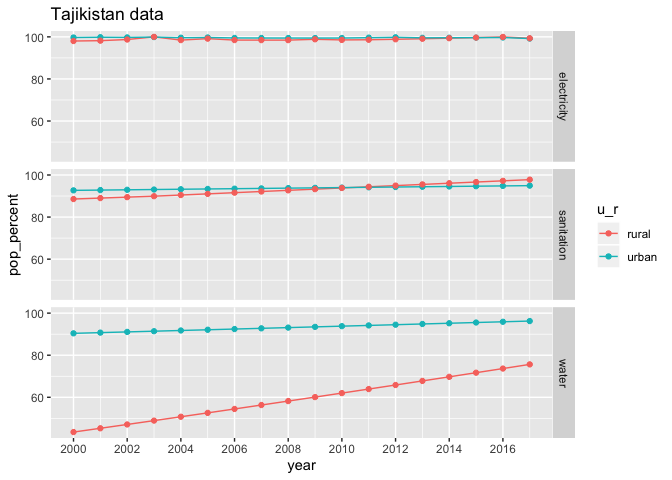 Tajikistan data
100
80
60
electricity
100
80
60
sanitation
100
80
60
water
pop_percent
2000 2002 2004 2006 2008 2010 2012 2014 2016
year
u_r
rural
urban